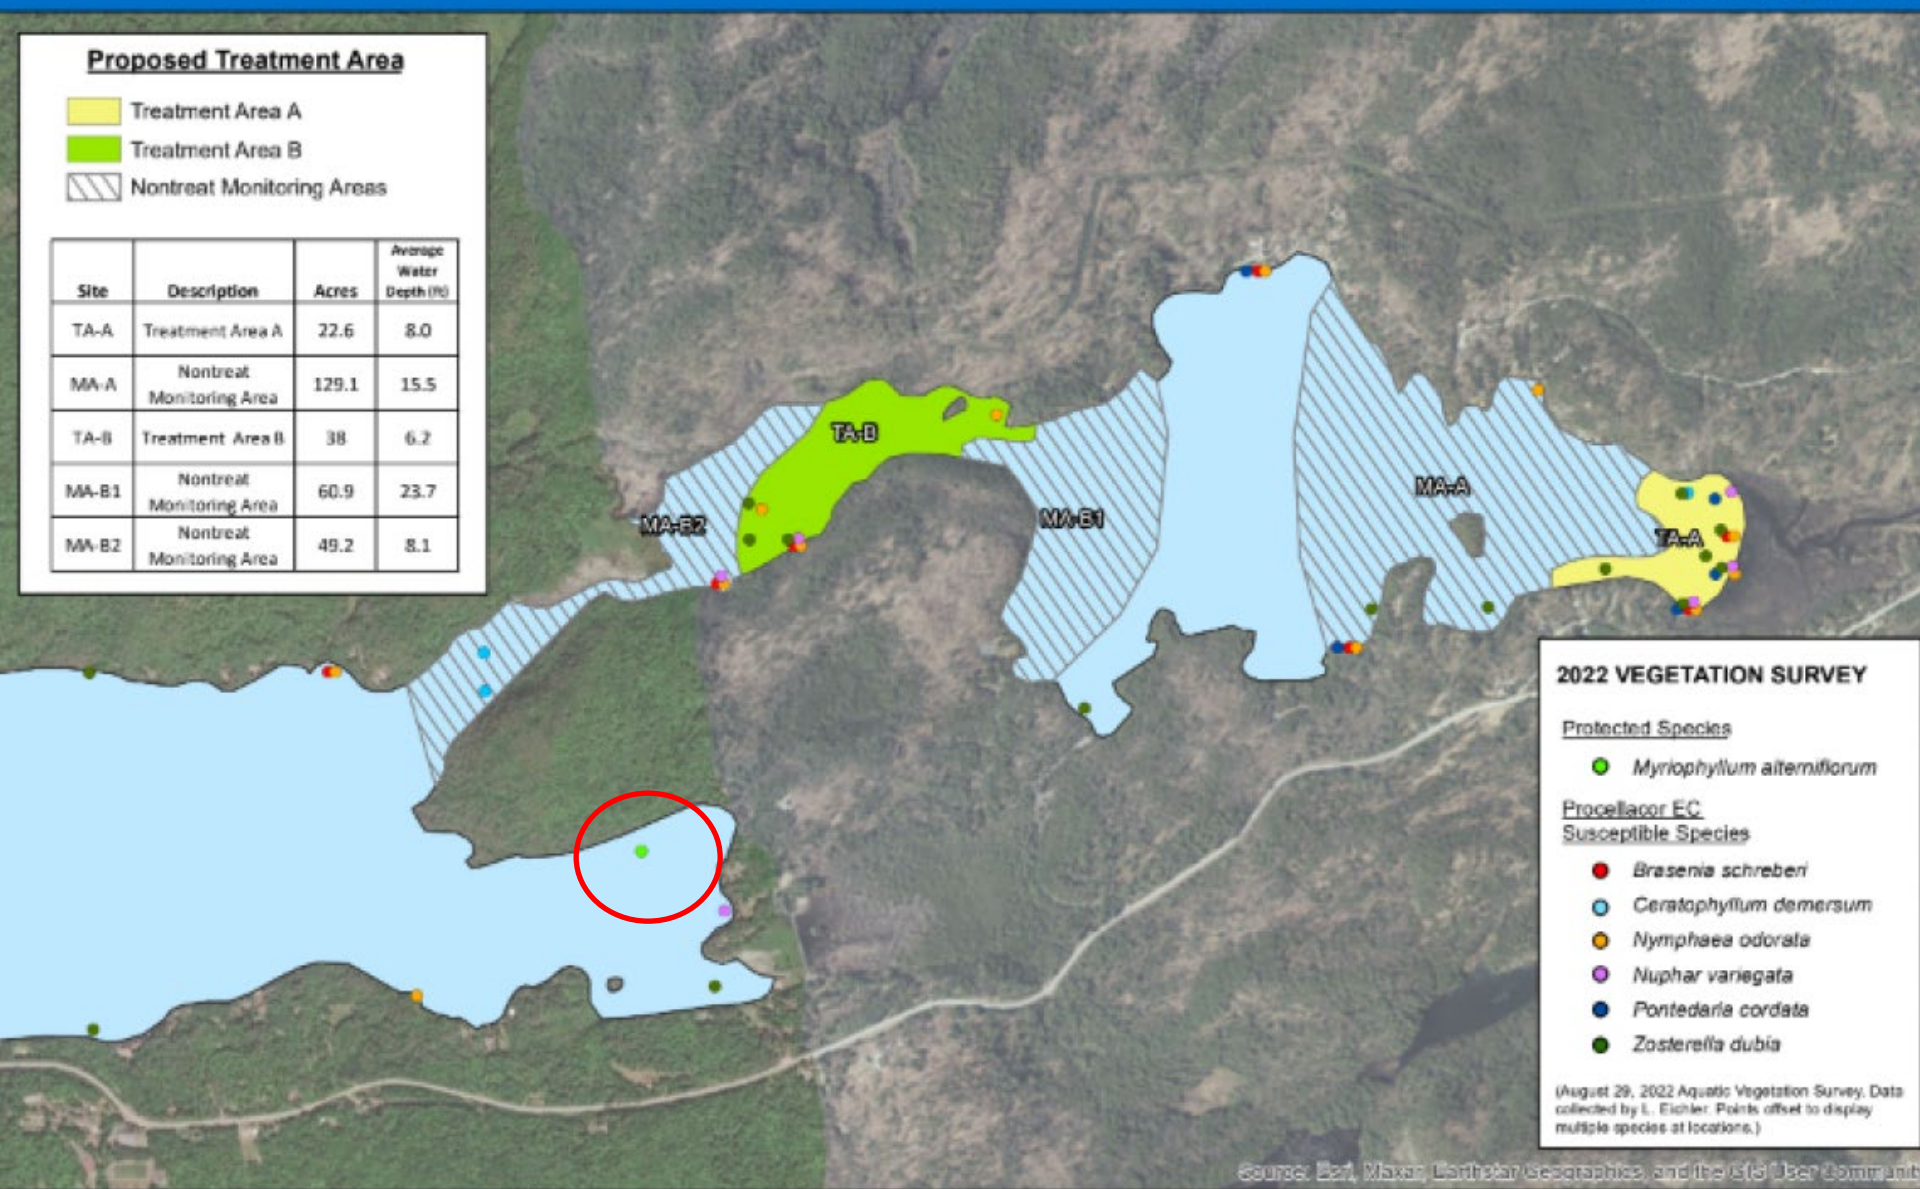 Proposed Treatment Area
Treatment Area A
Treatment Area B
Nontreat Monitoring Areas
Site Description Acres Average Water Depth (ft)
TA-A Treatment Area A 22.6 8.0
MA-A Nontreat Monitoring Area 129.1 15.5
TA-B Treatment Area B 38 6.2
MA-B1 Nontreat Monitoring Area 60.9 23.7
MA-B2 Nontreat Monitoring Area 49.2 8.1
TA-B
MA-A
MA-B2
MA-B1
TA-A
2022 VEGETATION SURVEY
Protected Species
Myriophyllum alterniflorum
Procellacor EC
Susceptible Species
Brasenia schreberi
Ceratophyllum demersum
Nymphaea odorata
Nuphar variegata
Pontedaria cordata
Zosterella dubia
(August 29, 2022 Aquatic Vegetation Survey. Data
collected by L. Eichler. Points offset to display
multiple species at locations.)
Source: Esri, Maxar, Earthstar Geographics, and the GIS User Communit